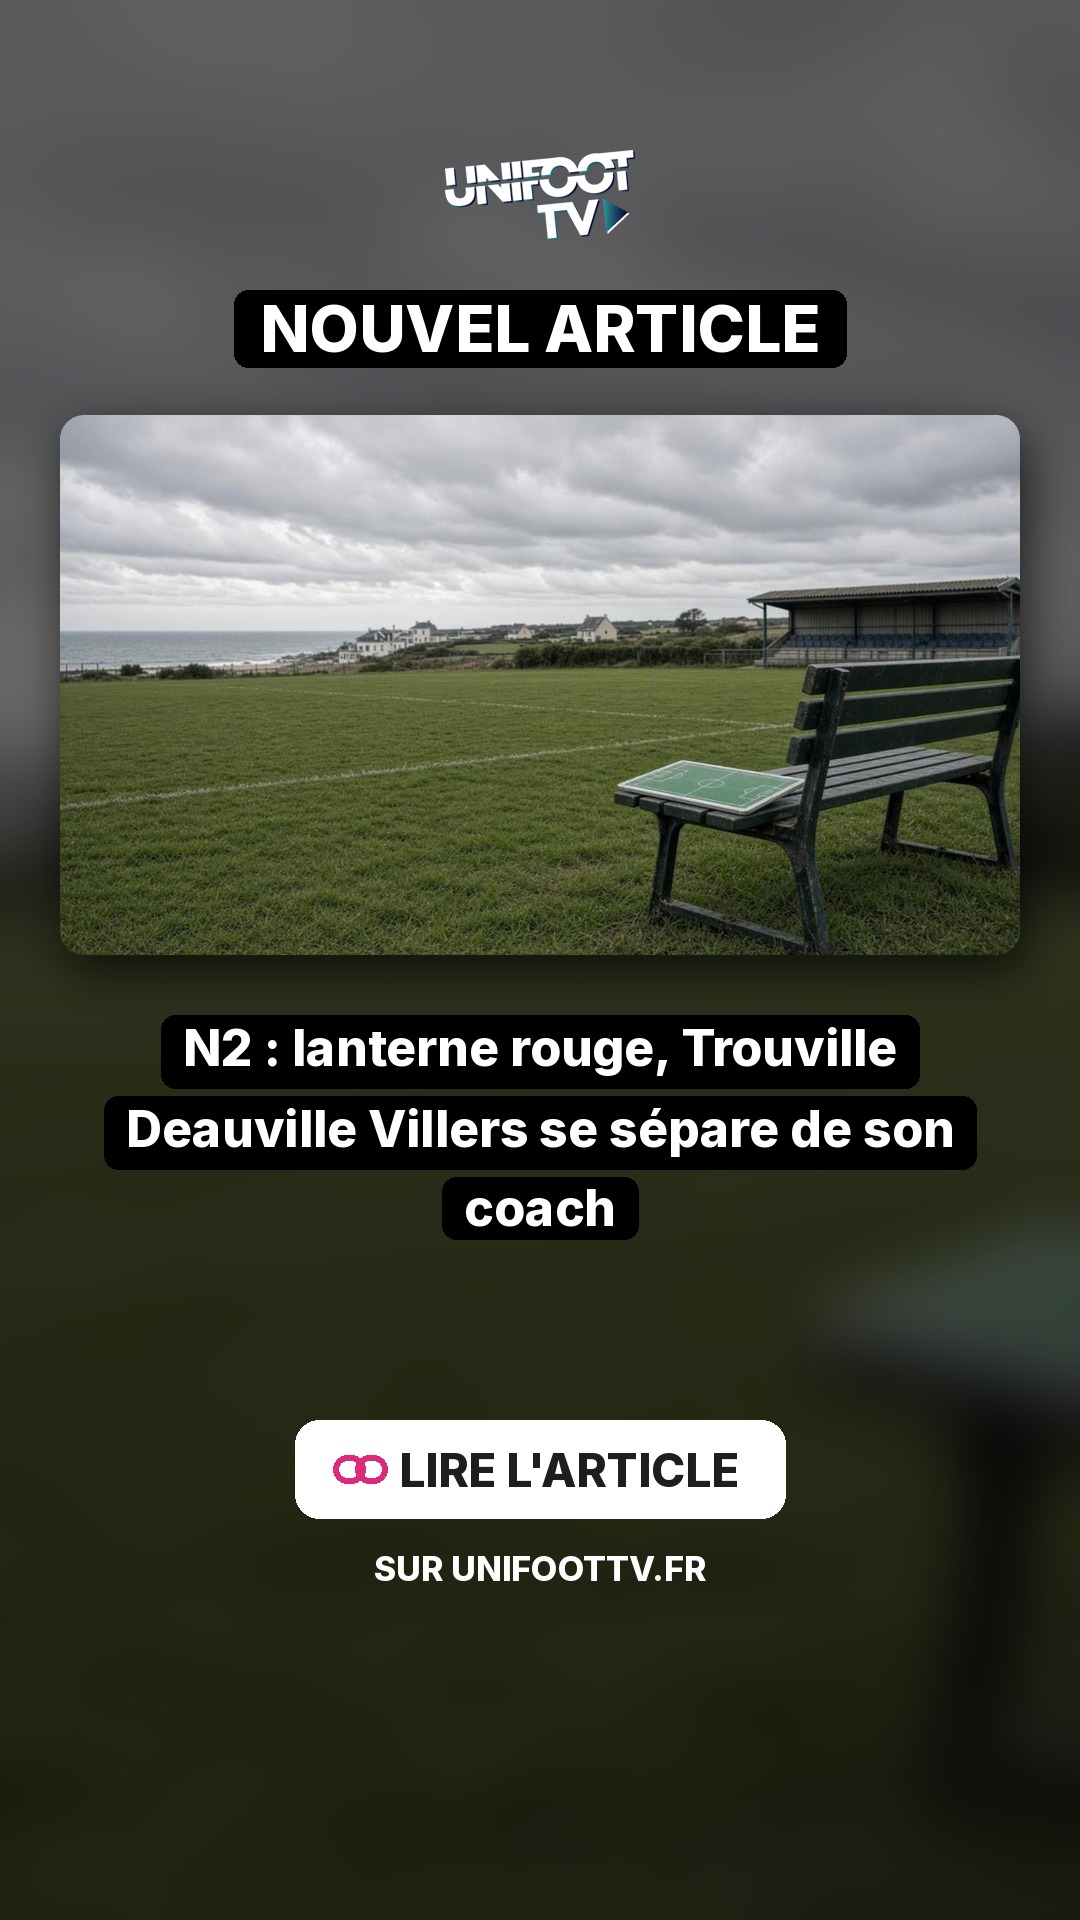 UNIFOOT
TV
NOUVEL ARTICLE
N2 : lanterne rouge, Trouville
Deauville Villers se sépare de son
coach
LIRE L'ARTICLE
SUR UNIFOOTTV.FR